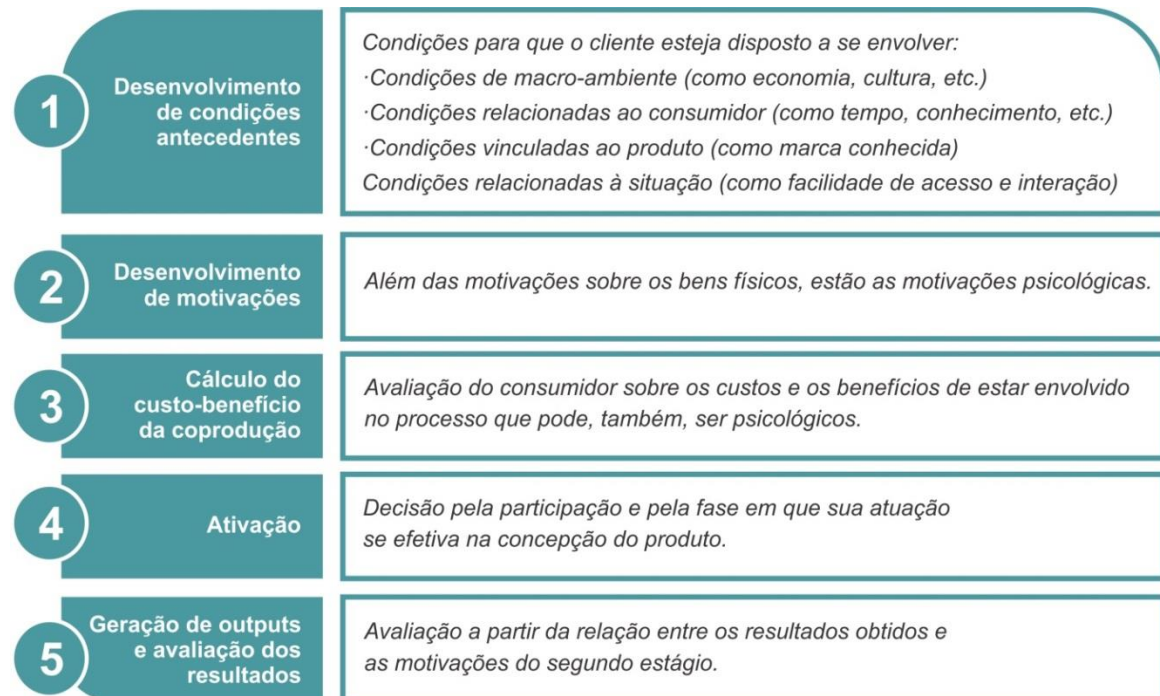 1
Desenvolvimento
de condições
antecedentes
Condições para que o cliente esteja disposto a se envolver:
·Condições de macro-ambiente (como economia, cultura, etc.)
·Condições relacionadas ao consumidor (como tempo, conhecimento, etc.)
·Condições vinculadas ao produto (como marca conhecida)
Condições relacionadas à situação (como facilidade de acesso e interação)
2
Desenvolvimento
de motivações
Além das motivações sobre os bens físicos, estão as motivações psicológicas.
3
Cálculo do
custo-benefício
da coprodução
Avaliação do consumidor sobre os custos e os benefícios de estar envolvido
no processo que pode, também, ser psicológicos.
4
Ativação
Decisão pela participação e pela fase em que sua atuação
se efetiva na concepção do produto.
5
Geração de outputs
e avaliação dos
resultados
Avaliação a partir da relação entre os resultados obtidos e
as motivações do segundo estágio.